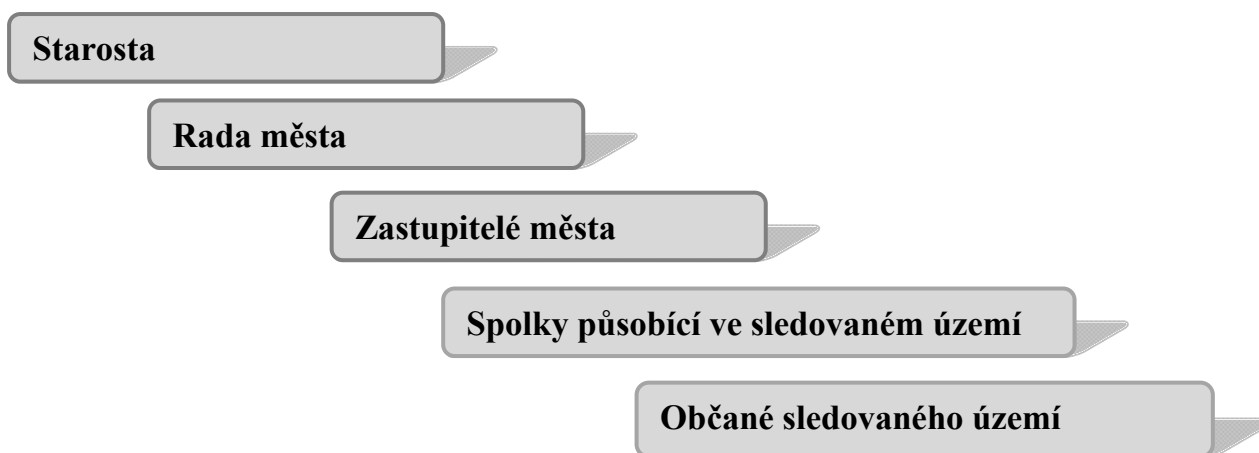 Starosta
Rada města
Zastupitelé města
Spolky působící ve sledovaném území
Občané sledovaného území